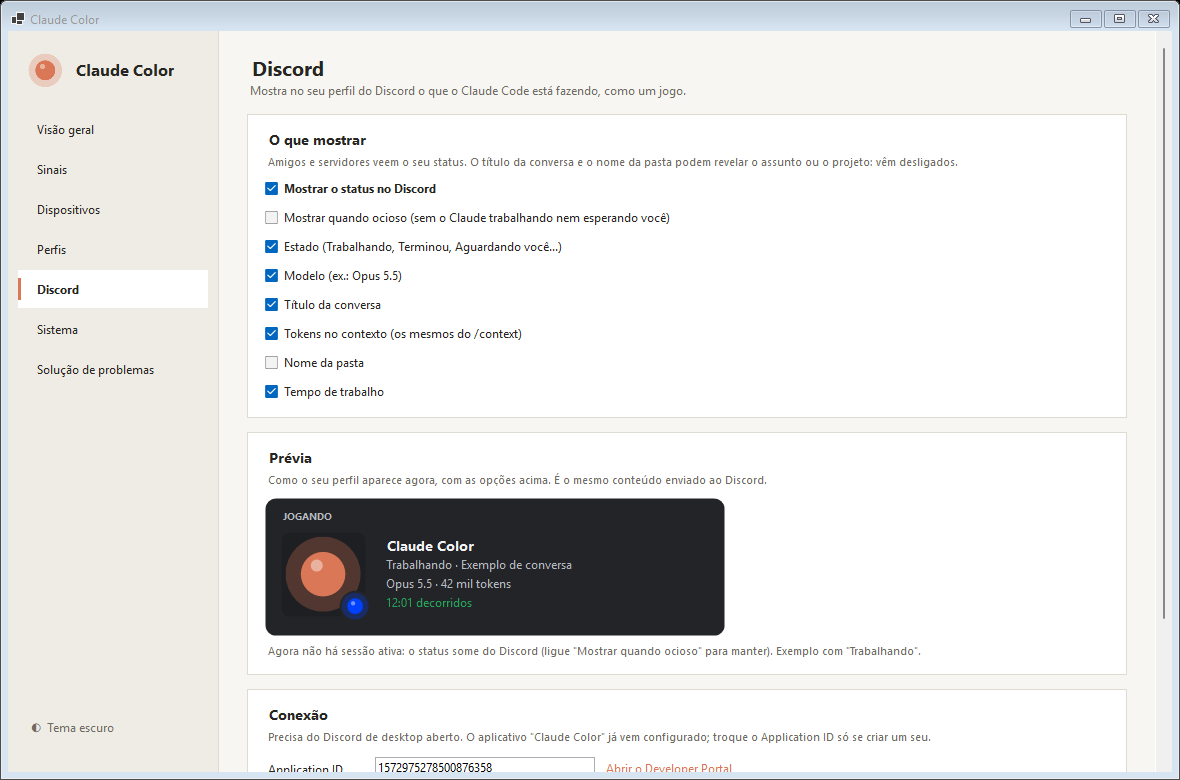 Claude Color
Claude Color
Visão geral
Sinais
Dispositivos
Perfis
Discord
Sistema
Solução de problemas
Tema escuro
Discord
Mostra no seu perfil do Discord o que o Claude Code está fazendo, como um jogo.
O que mostrar
Amigos e servidores veem o seu status. O título da conversa e o nome da pasta podem revelar o assunto ou o projeto: vêm desligados.
Mostrar o status no Discord
Mostrar quando ocioso (sem o Claude trabalhando nem esperando você)
Estado (Trabalhando, Terminou, Aguardando você...)
Modelo (ex.: Opus 5.5)
Título da conversa
Tokens no contexto (os mesmos do /context)
Nome da pasta
Tempo de trabalho
Prévia
Como o seu perfil aparece agora, com as opções acima. É o mesmo conteúdo enviado ao Discord.
JOGANDO
Claude Color
Trabalhando · Exemplo de conversa
Opus 5.5 · 42 mil tokens
12:01 decorridos
Agora não há sessão ativa: o status some do Discord (ligue "Mostrar quando ocioso" para manter). Exemplo com "Trabalhando".
Conexão
Precisa do Discord de desktop aberto. O aplicativo "Claude Color" já vem configurado; troque o Application ID só se criar um seu.
Application ID 1572975278500876358 Abrir o Developer Portal